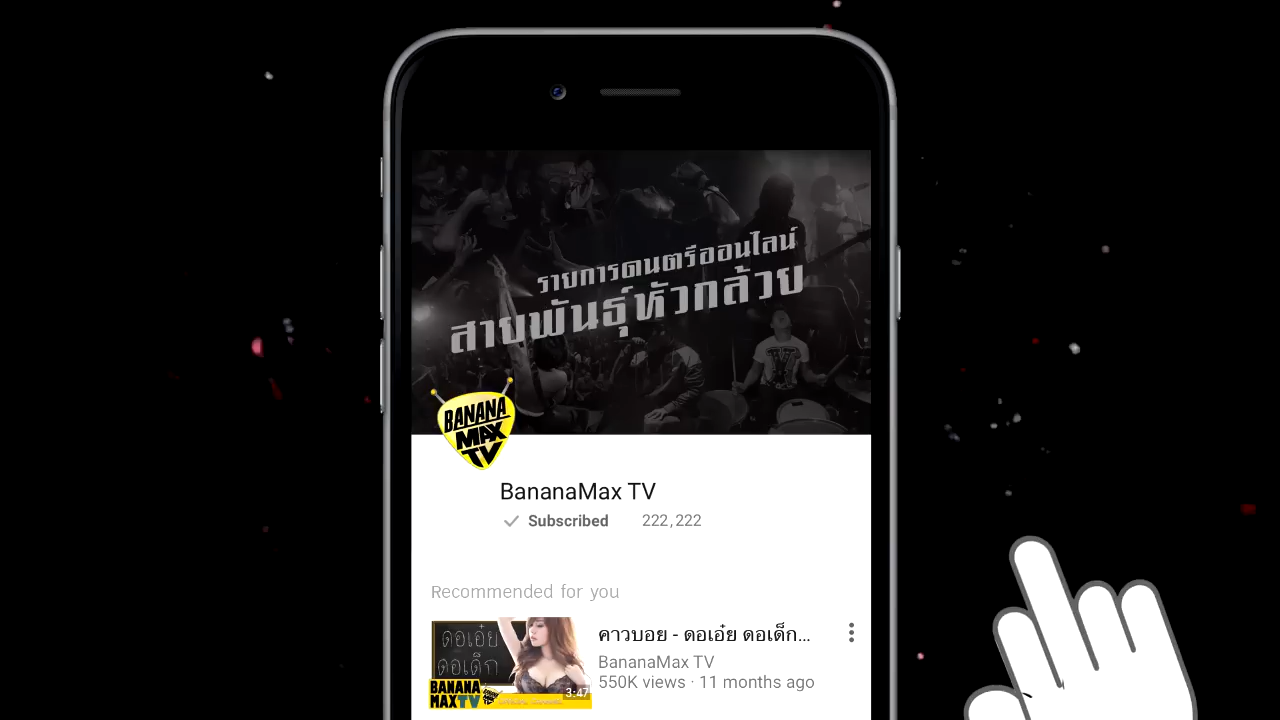 รายการดนตรีออนไลน์
สายพันธุ์หัวกล้วย
BANANA
MAX
TV
BananaMax TV
Subscribed 222,222
Recommended for you
ดอเอ๋ย
ดอเด็ก
BANANA
MAXTV
3:47
คาวบอย - ดอเอ๋ย ดอเด็ก...
BananaMax TV
550K views · 11 months ago